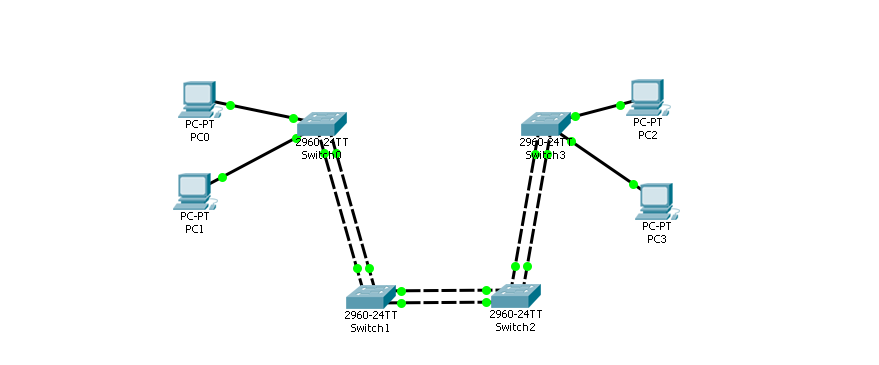 PC-PT
PC0
2960-24TT
Switch0
2960-24TT
Switch3
PC-PT
PC2
PC-PT
PC1
PC-PT
PC3
2960-24TT
Switch1
2960-24TT
Switch2